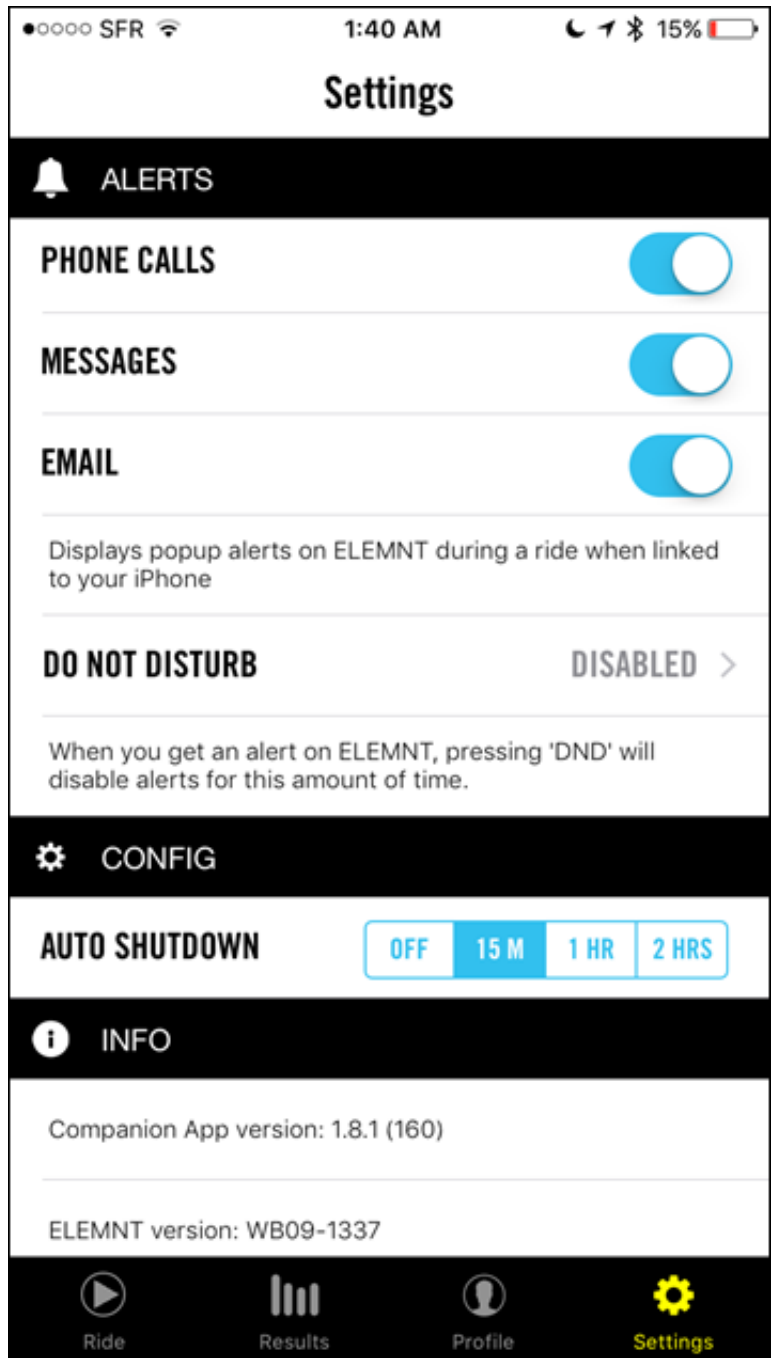 SFR 1:40 AM 15%
Settings
ALERTS
PHONE CALLS
MESSAGES
EMAIL
Displays popup alerts on ELEMNT during a ride when linked
to your iPhone
DO NOT DISTURB DISABLED >
When you get an alert on ELEMNT, pressing 'DND' will
disable alerts for this amount of time.
CONFIG
AUTO SHUTDOWN OFF 15 M 1 HR 2 HRS
INFO
Companion App version: 1.8.1 (160)
ELEMNT version: WB09-1337
Ride Results Profile Settings